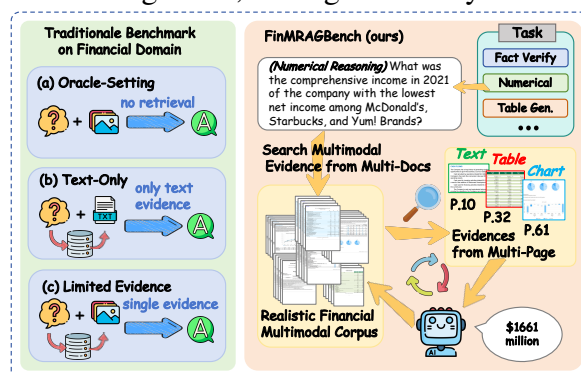 Traditionale Benchmark
on Financial Domain
(a) Oracle-Setting
no retrieval
?
+
A
(b) Text-Only
only text
evidence
?
+
TXT
A
(c) Limited Evidence
single evidence
?
+
A
FinMRAGBench (ours)
Task
Fact Verify
Numerical
Table Gen.
•••
(Numerical Reasoning) What was
the comprehensive income in 2021
of the company with the lowest
net income among McDonald's,
Starbucks, and Yum! Brands?
Search Multimodal
Evidence from Multi-Docs
Text
Table
Chart
P.10
P.32
P.61
Evidences
from Multi-Page
Realistic Financial
Multimodal Corpus
AI
$1661
million